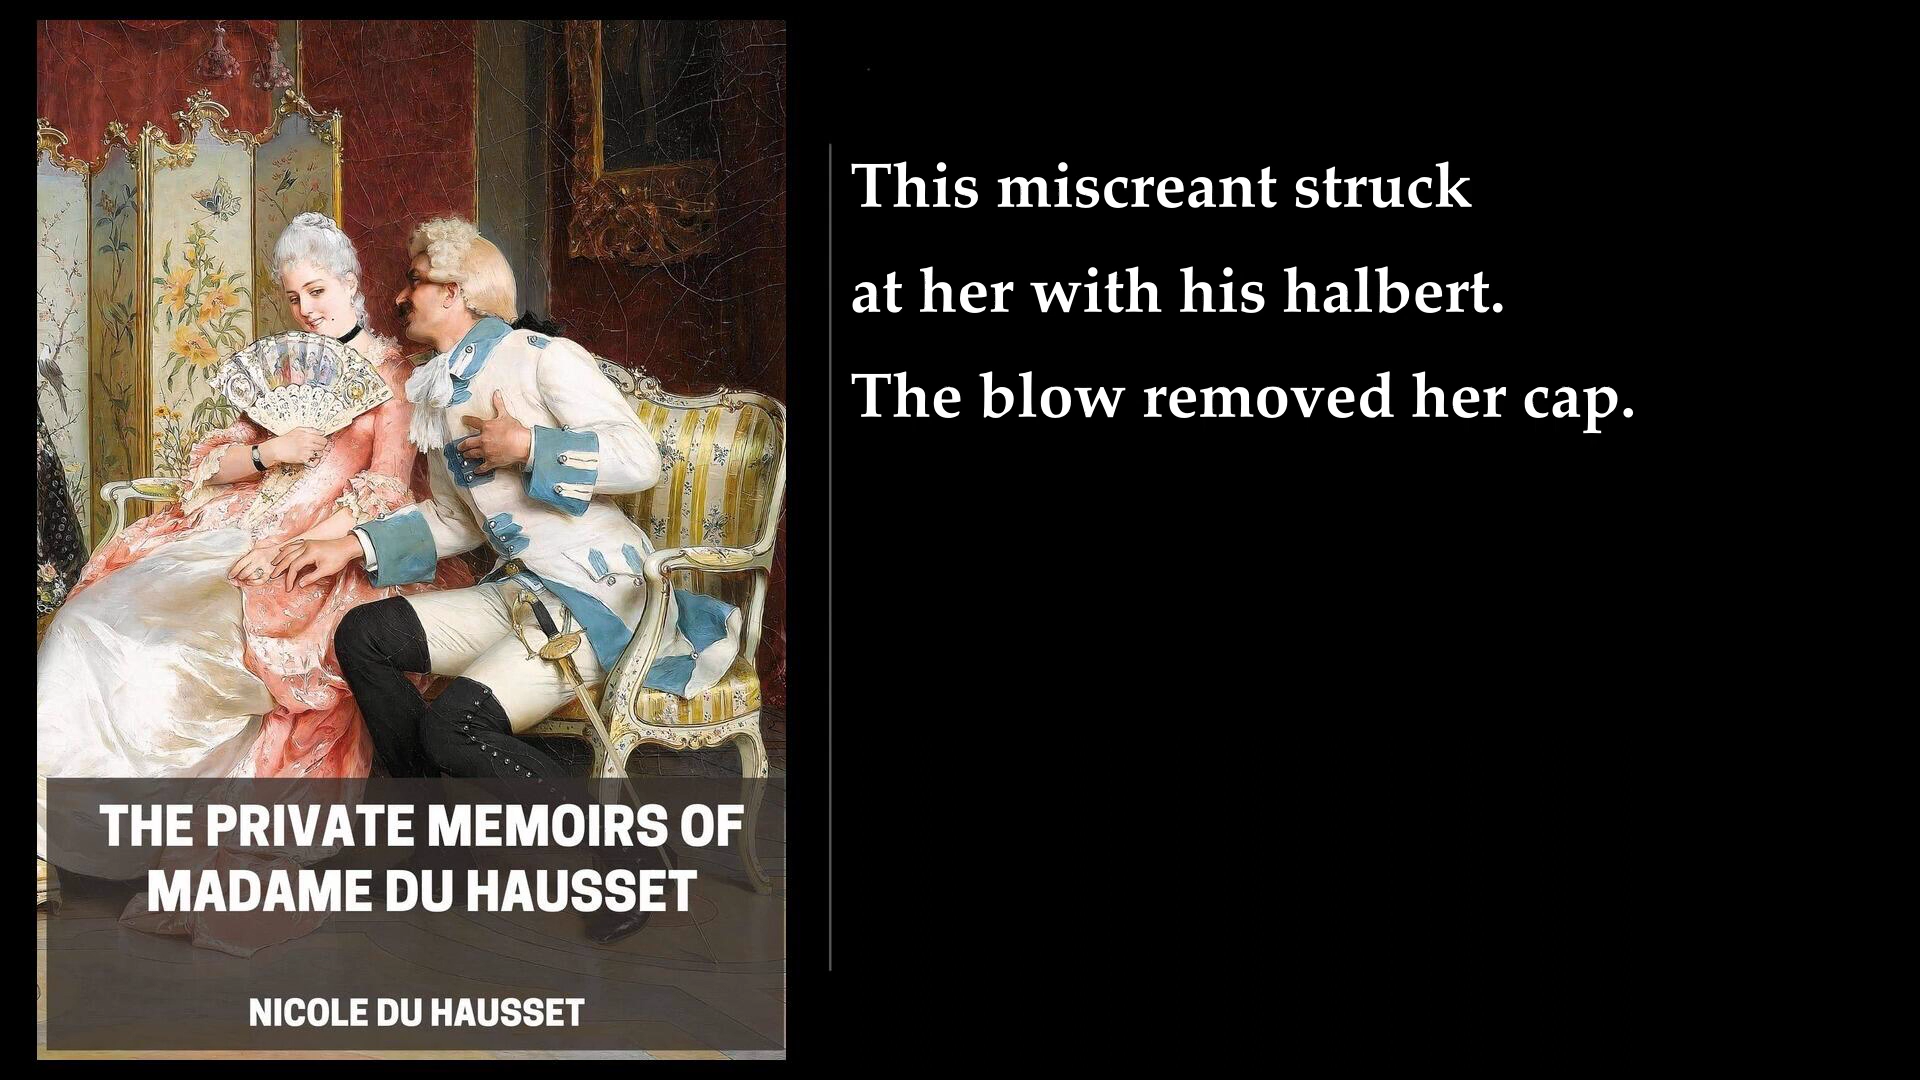 THE PRIVATE MEMOIRS OF
MADAME DU HAUSSET
NICOLE DU HAUSSET
This miscreant struck
at her with his halbert.
The blow removed her cap.